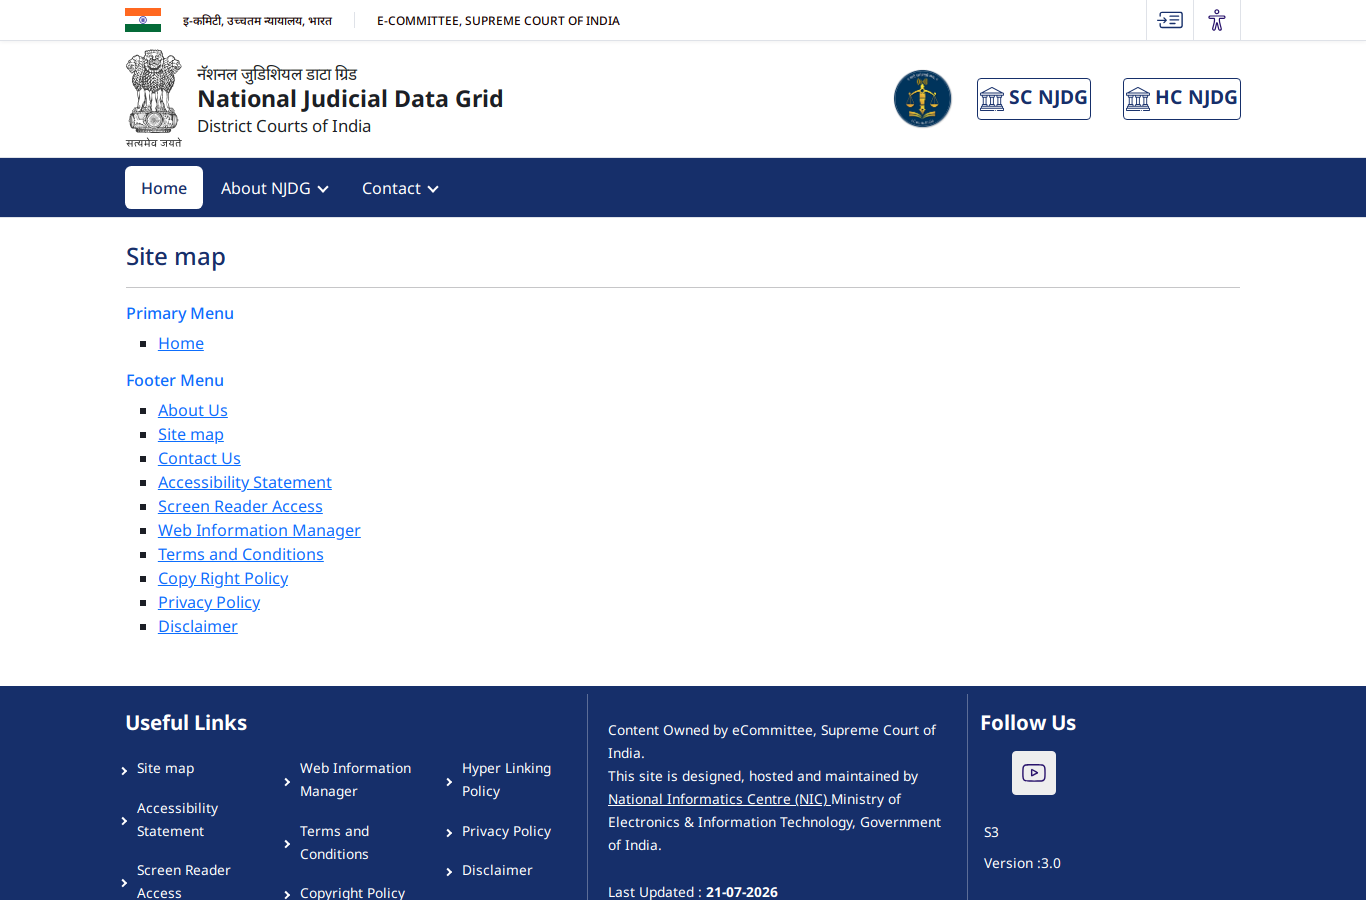 इ-कमिटी, उच्चतम न्यायालय, भारत
E-COMMITTEE, SUPREME COURT OF INDIA
नॅशनल जुडिशियल डाटा ग्रिड
National Judicial Data Grid
District Courts of India
सत्यमेव जयते
SC NJDG
HC NJDG
Home
About NJDG
Contact
Site map
Primary Menu
Home
Footer Menu
About Us
Site map
Contact Us
Accessibility Statement
Screen Reader Access
Web Information Manager
Terms and Conditions
Copy Right Policy
Privacy Policy
Disclaimer
Useful Links
Site map
Accessibility
Statement
Screen Reader
Access
Web Information
Manager
Terms and
Conditions
Copyright Policy
Hyper Linking
Policy
Privacy Policy
Disclaimer
Content Owned by eCommittee, Supreme Court of
India.
This site is designed, hosted and maintained by
National Informatics Centre (NIC) Ministry of
Electronics & Information Technology, Government
of India.
Last Updated : 21-07-2026
Follow Us
S3
Version :3.0